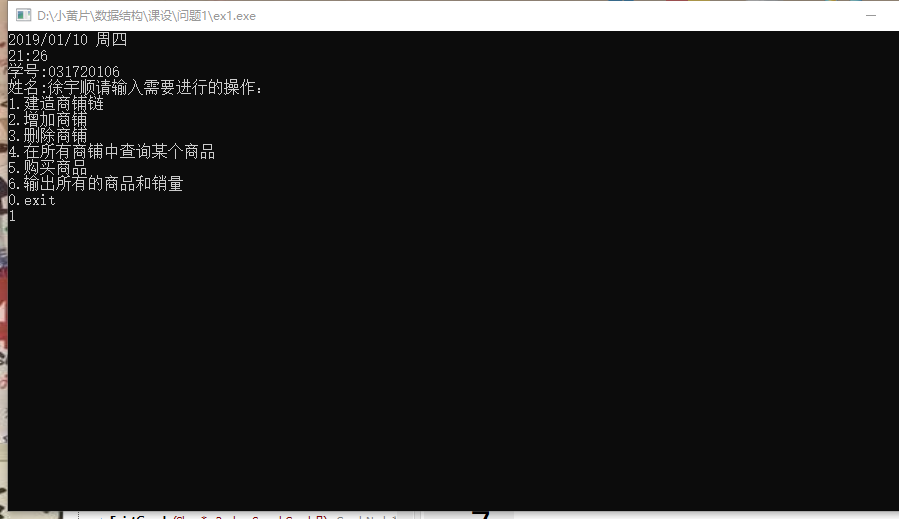 D:\小黄片\数据结构\课设\问题1\ex1.exe
2019/01/10 周四
21:26
学号:031720106
姓名:徐宇顺请输入需要进行的操作:
1.建造商铺链
2.增加商铺
3.删除商铺
4.在所有商铺中查询某个商品
5.购买商品
6.输出所有的商品和销量
0.exit
1